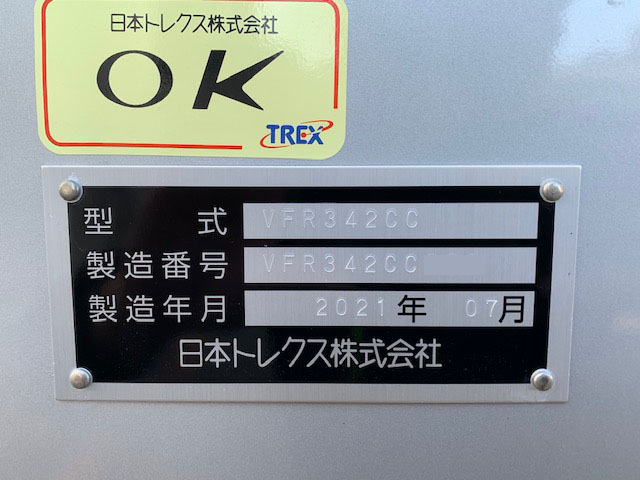 日本トレクス株式会社
OK
TREX
型 式 VFR342CC
製造番号 VFR342CC
製造年月 2021年 07月
日本トレクス株式会社